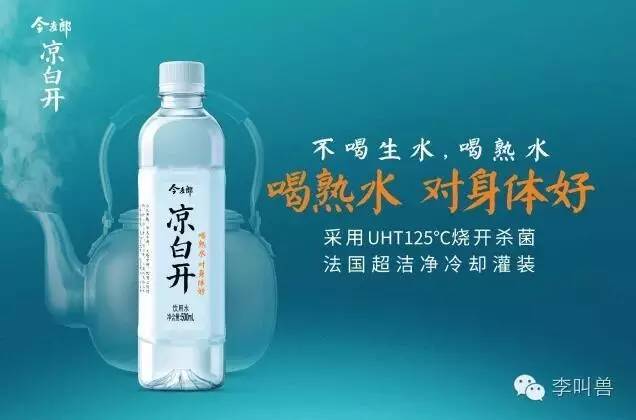 今麦郎
凉白开
今麦郎
凉白开
喝熟水 对身体好
饮用水
净含量:500mL
不喝生水,喝熟水
喝熟水 对身体好
采用UHT125℃烧开杀菌
法国超洁净冷却灌装
李叫兽